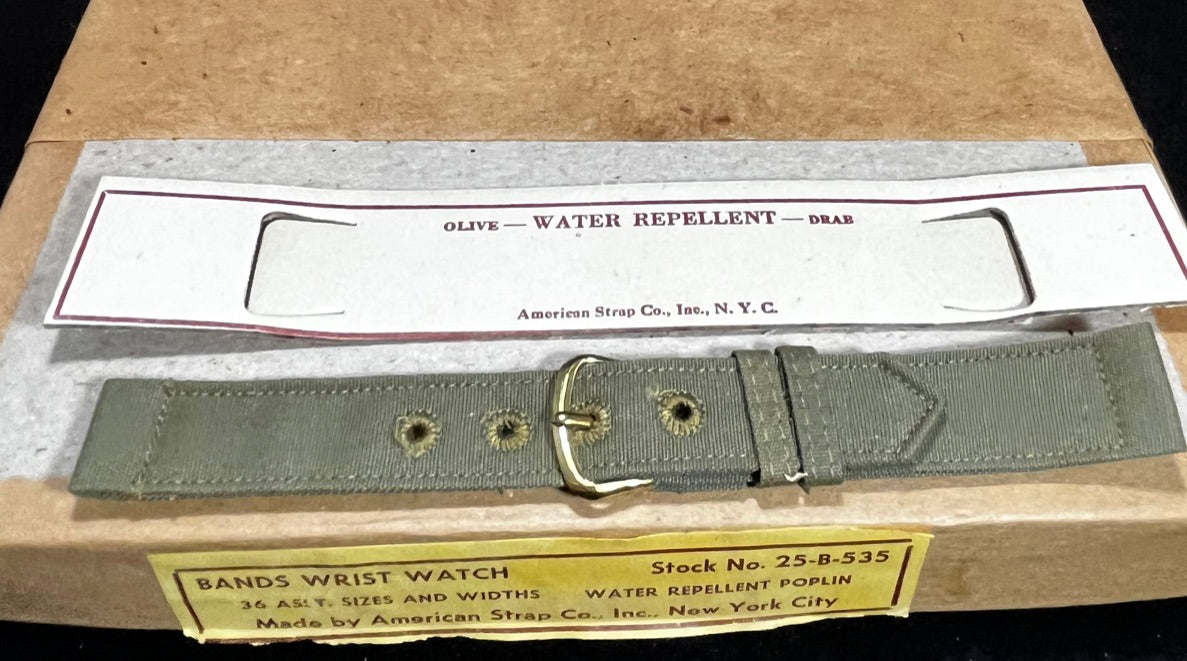 OLIVE — WATER REPELLENT — DRAB
American Strap Co., Inc., N. Y. C.
BANDS WRIST WATCH Stock No. 25-B-535
36 AS'T. SIZES AND WIDTHS WATER REPELLENT POPLIN
Made by American Strap Co., Inc., New York City